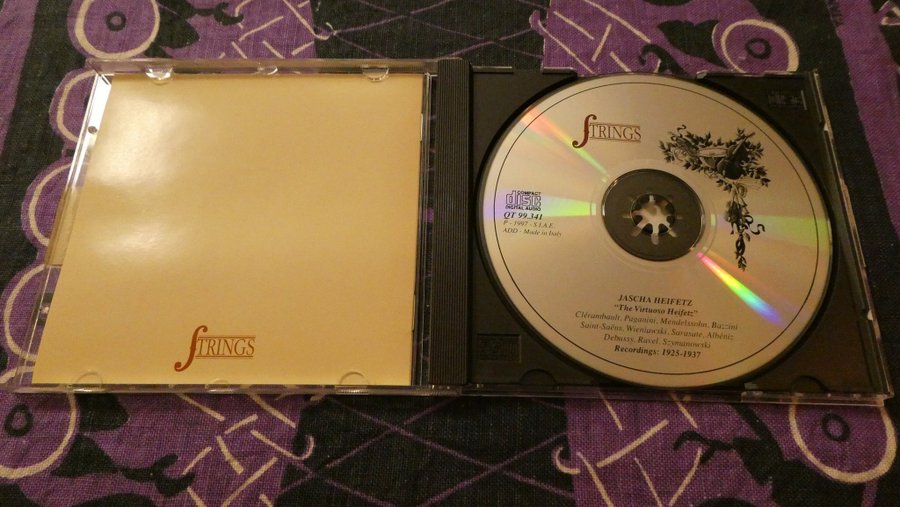 STRINGS
STRINGS
COMPACT
disc
DIGITAL AUDIO
QT 99.341
P - 1997 - S.I.A.E.
ADD - Made in Italy
JASCHA HEIFETZ
"The Virtuoso Heifetz"
Clérambault, Paganini, Mendelssohn, Bazzini
Saint-Saëns, Wieniawski, Sarasate, Albéniz
Debussy, Ravel, Szymanowski
Recordings: 1925-1937